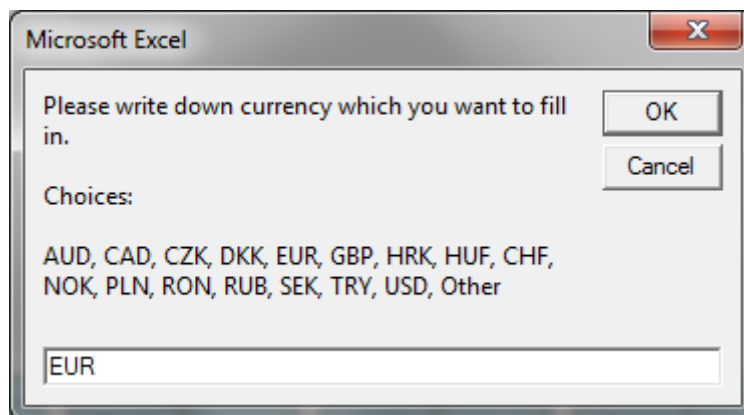 Microsoft Excel
Please write down currency which you want to fill
in.
OK
Cancel
Choices:
AUD, CAD, CZK, DKK, EUR, GBP, HRK, HUF, CHF,
NOK, PLN, RON, RUB, SEK, TRY, USD, Other
EUR